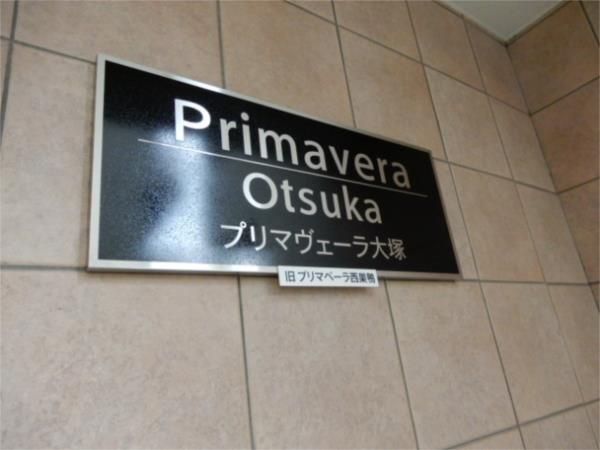 Primavera
Otsuka
プリマヴェーラ大塚
旧 プリマベーラ西巣鴨